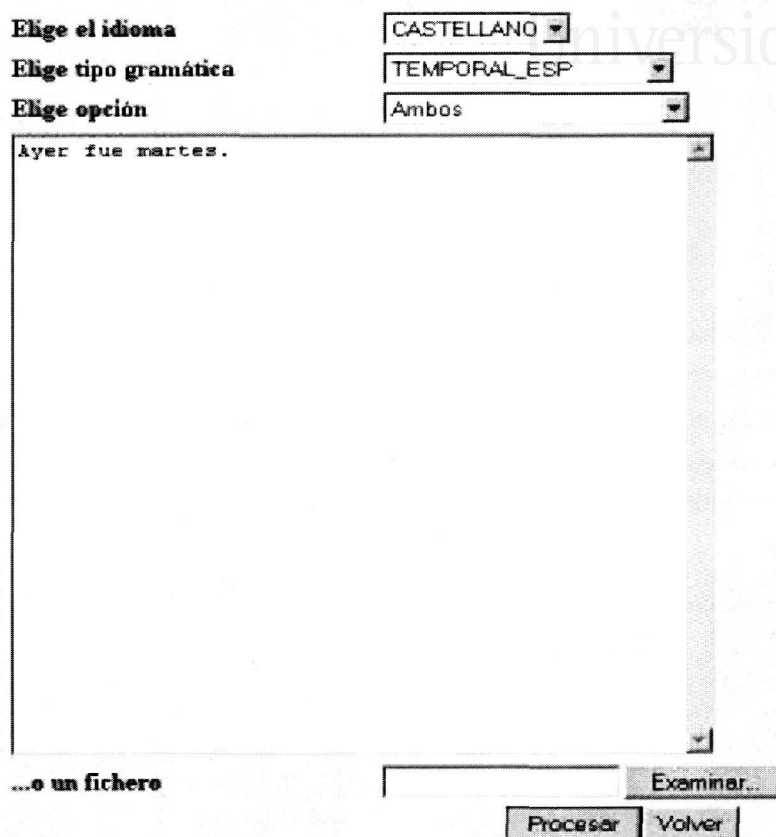 Elige el idioma CASTELLANO
Elige tipo gramática TEMPORAL_ESP
Elige opción Ambos
Ayer fue martes.
...o un fichero Examinar...
Procesar Volver